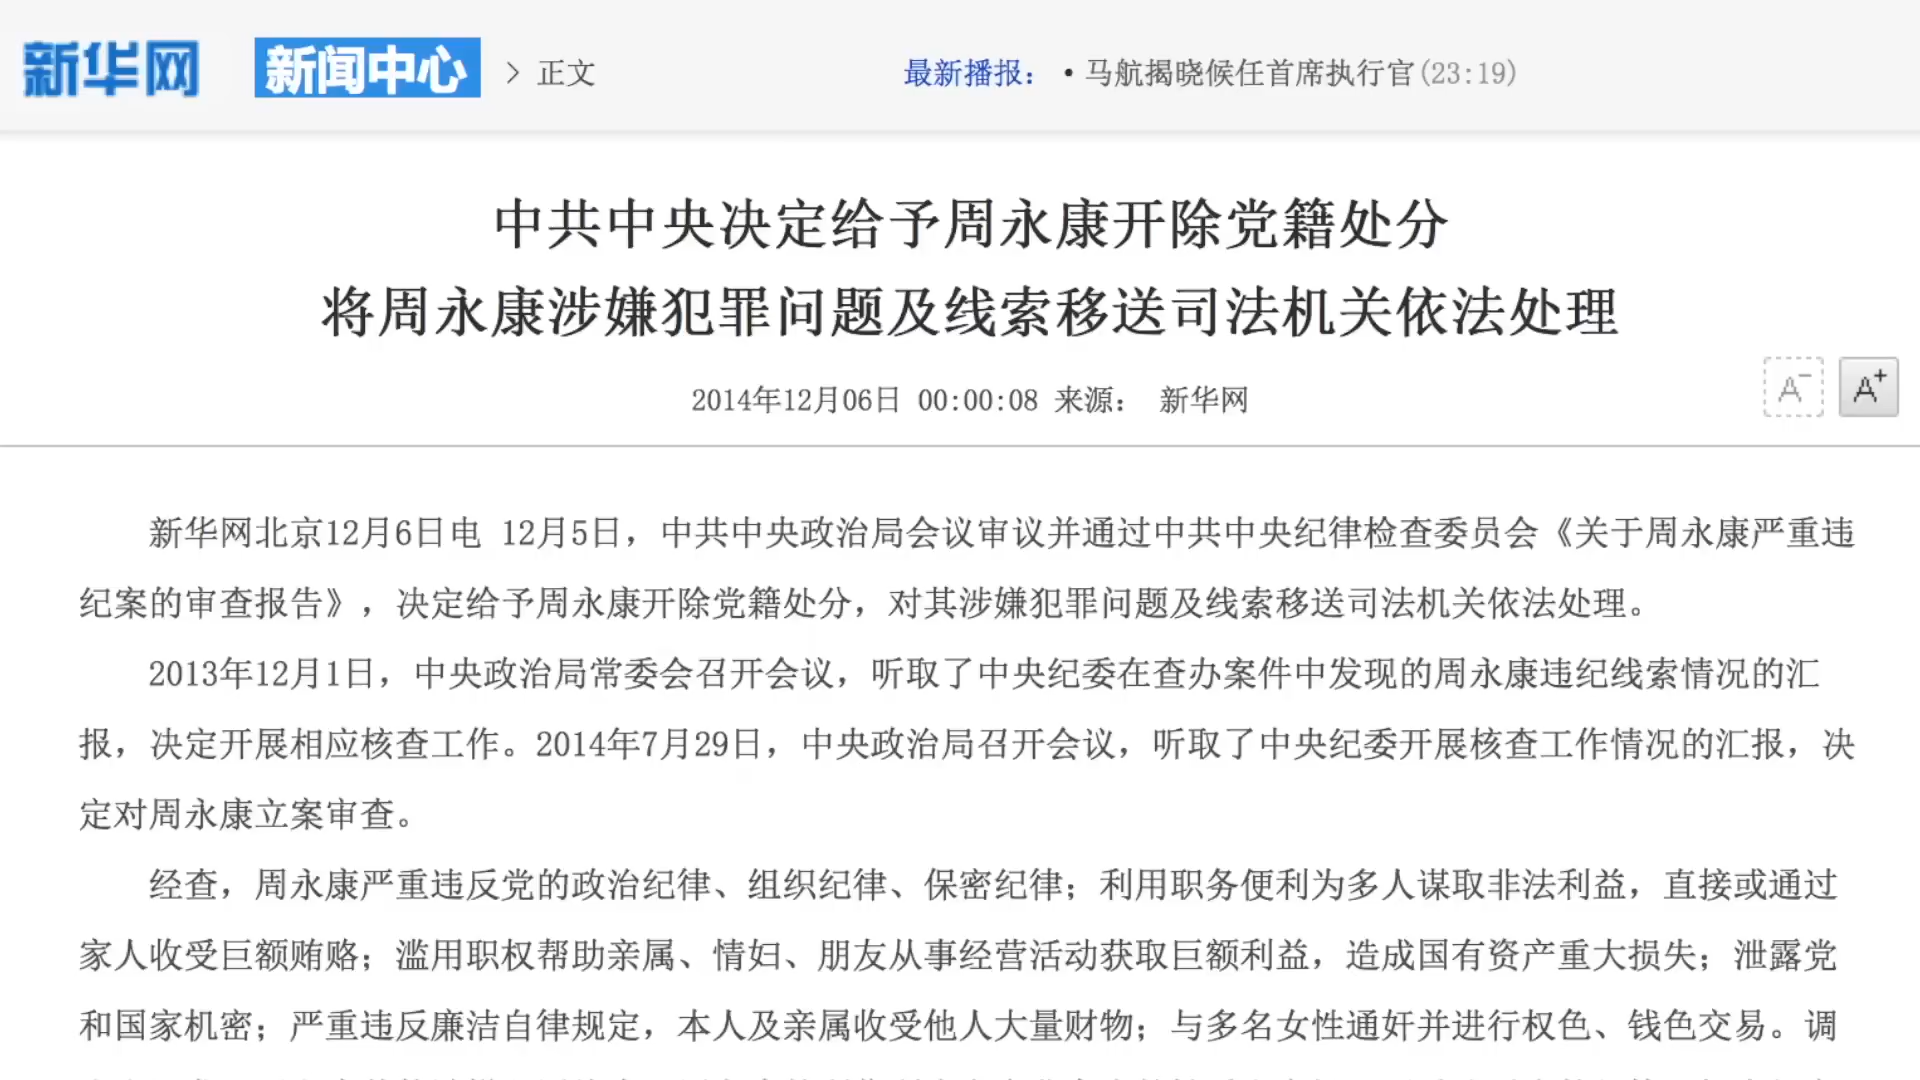 新华网 新闻中心 > 正文 最新播报： • 马航揭晓候任首席执行官(23:19)
中共中央决定给予周永康开除党籍处分
将周永康涉嫌犯罪问题及线索移送司法机关依法处理
2014年12月06日 00:00:08 来源： 新华网
A- A+
新华网北京12月6日电 12月5日，中共中央政治局会议审议并通过中共中央纪律检查委员会《关于周永康严重违
纪案的审查报告》，决定给予周永康开除党籍处分，对其涉嫌犯罪问题及线索移送司法机关依法处理。
2013年12月1日，中央政治局常委会召开会议，听取了中央纪委在查办案件中发现的周永康违纪线索情况的汇
报，决定开展相应核查工作。2014年7月29日，中央政治局召开会议，听取了中央纪委开展核查工作情况的汇报，决
定对周永康立案审查。
经查，周永康严重违反党的政治纪律、组织纪律、保密纪律；利用职务便利为多人谋取非法利益，直接或通过
家人收受巨额贿赂；滥用职权帮助亲属、情妇、朋友从事经营活动获取巨额利益，造成国有资产重大损失；泄露党
和国家机密；严重违反廉洁自律规定，本人及亲属收受他人大量财物；与多名女性通奸并进行权色、钱色交易。调